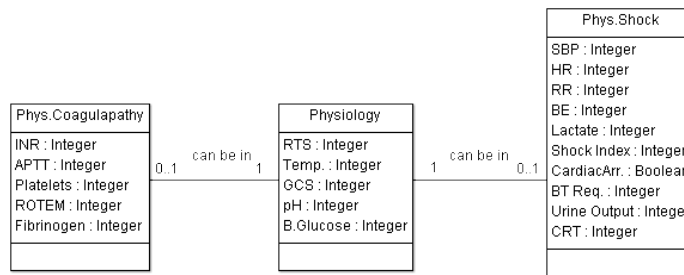 Phys.Coagulapathy
INR : Integer
APTT : Integer
Platelets : Integer
ROTEM : Integer
Fibrinogen : Integer
0..1
can be in
1
Physiology
RTS : Integer
Temp. : Integer
GCS : Integer
pH : Integer
B.Glucose : Integer
1
can be in
0..1
Phys.Shock
SBP : Integer
HR : Integer
RR : Integer
BE : Integer
Lactate : Integer
Shock Index : Integer
CardiacArr. : Boolean
BT Req. : Integer
Urine Output : Integer
CRT : Integer